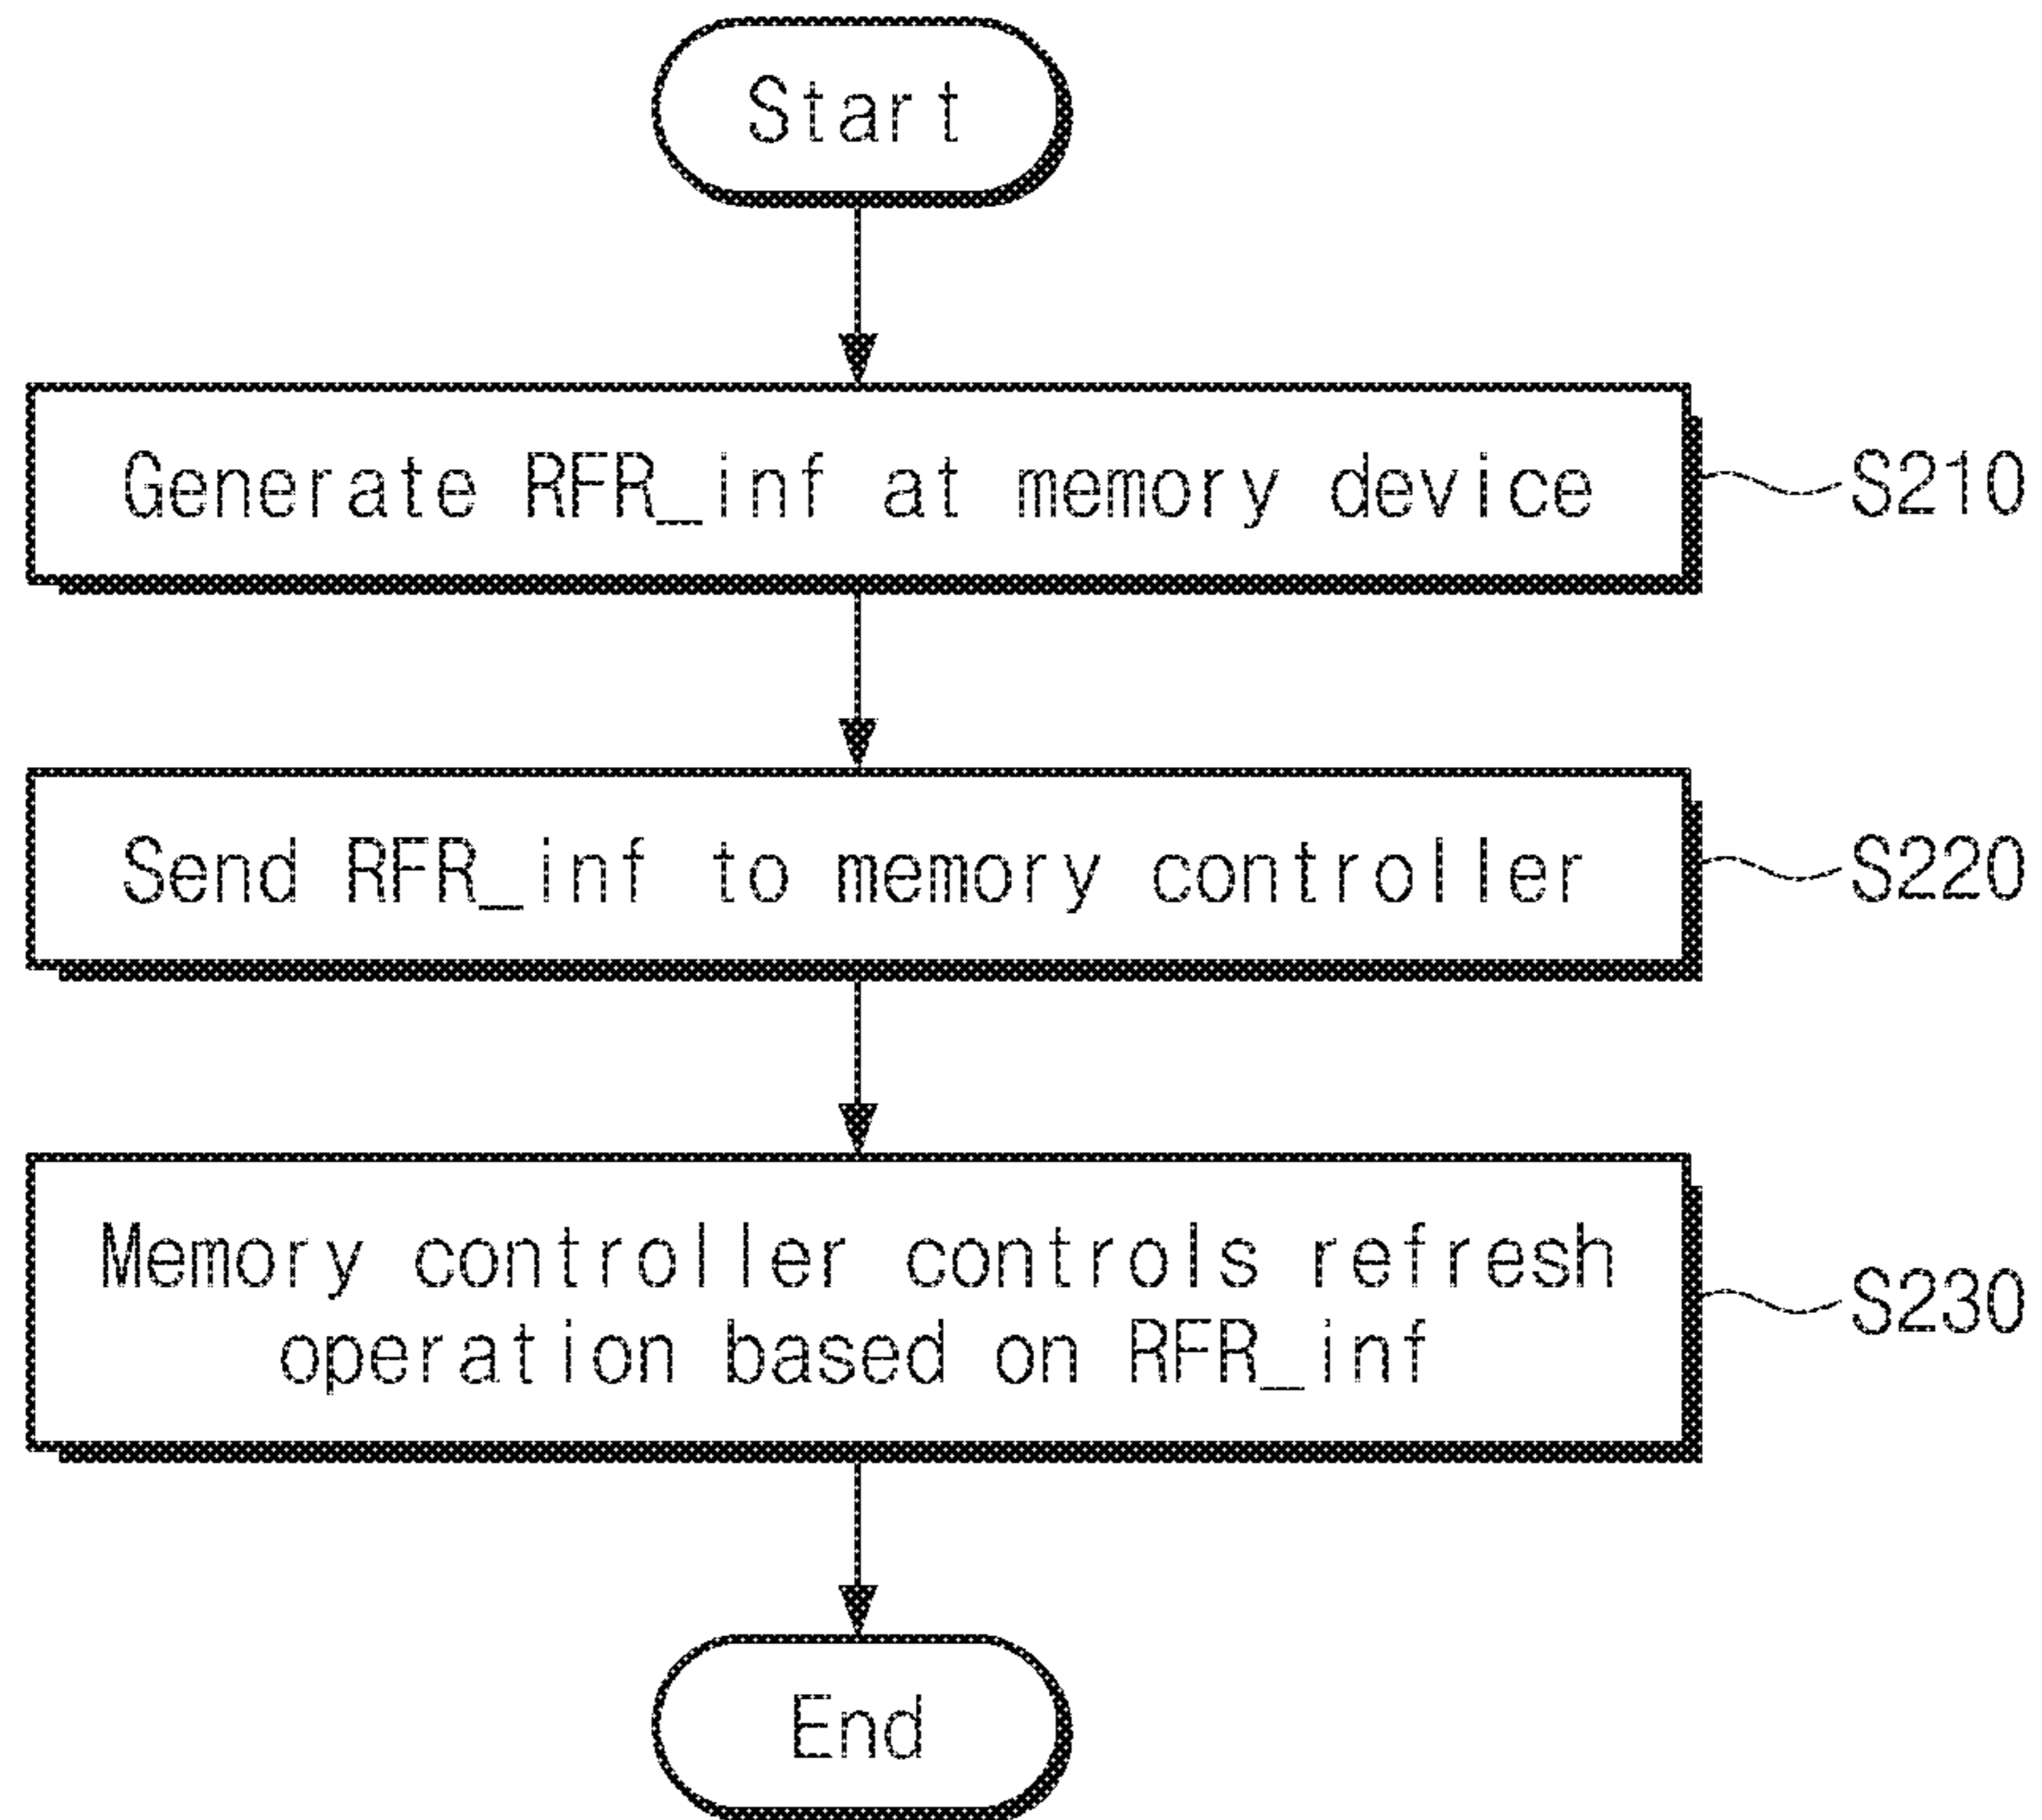 Start
Generate RFR_inf at memory device
S210
Send RFR_inf to memory controller
S220
Memory controller controls refresh
operation based on RFR_inf
S230
End